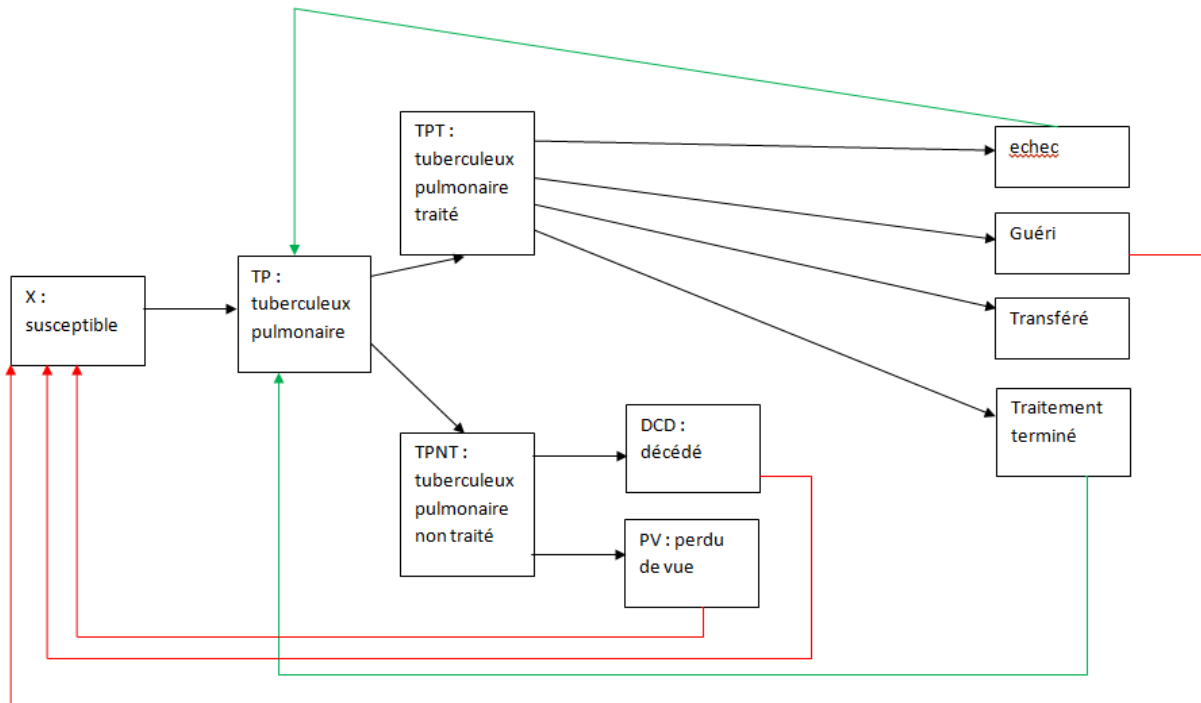 TPT :
tuberculeux
pulmonaire
traité
echec
Guéri
TP :
tuberculeux
pulmonaire
X :
susceptible
Transféré
Traitement
terminé
DCD :
décédé
TPNT :
tuberculeux
pulmonaire
non traité
PV : perdu
de vue